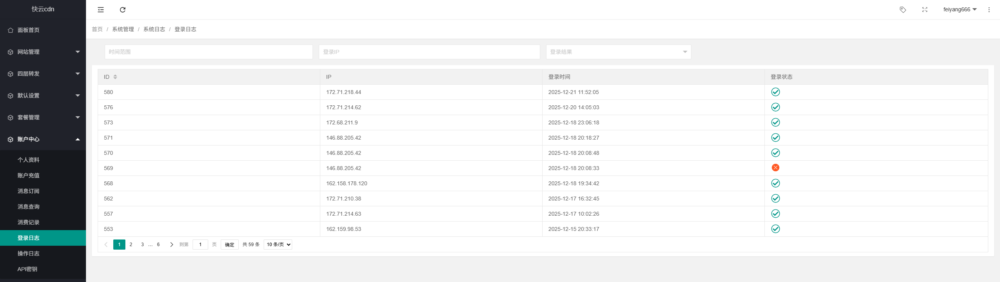 快云cdn
feiyang666
面板首页
网站管理
四层转发
默认设置
套餐管理
账户中心
个人资料
账户充值
消息订阅
消息查询
消费记录
登录日志
操作日志
API密钥
首页 / 系统管理 / 系统日志 / 登录日志
时间范围 登录IP 登录结果
ID IP 登录时间 登录状态
580 172.71.218.44 2025-12-21 11:52:05
576 172.71.214.62 2025-12-20 14:05:03
573 172.68.211.9 2025-12-18 23:06:18
571 146.88.205.42 2025-12-18 20:18:27
570 146.88.205.42 2025-12-18 20:08:48
569 146.88.205.42 2025-12-18 20:08:33
568 162.158.178.120 2025-12-18 19:34:42
562 172.71.210.38 2025-12-17 16:32:45
557 172.71.214.63 2025-12-17 10:02:26
553 162.159.98.53 2025-12-15 20:33:17
1 2 3 … 6 到第 1 页 确定 共 59 条 10 条/页